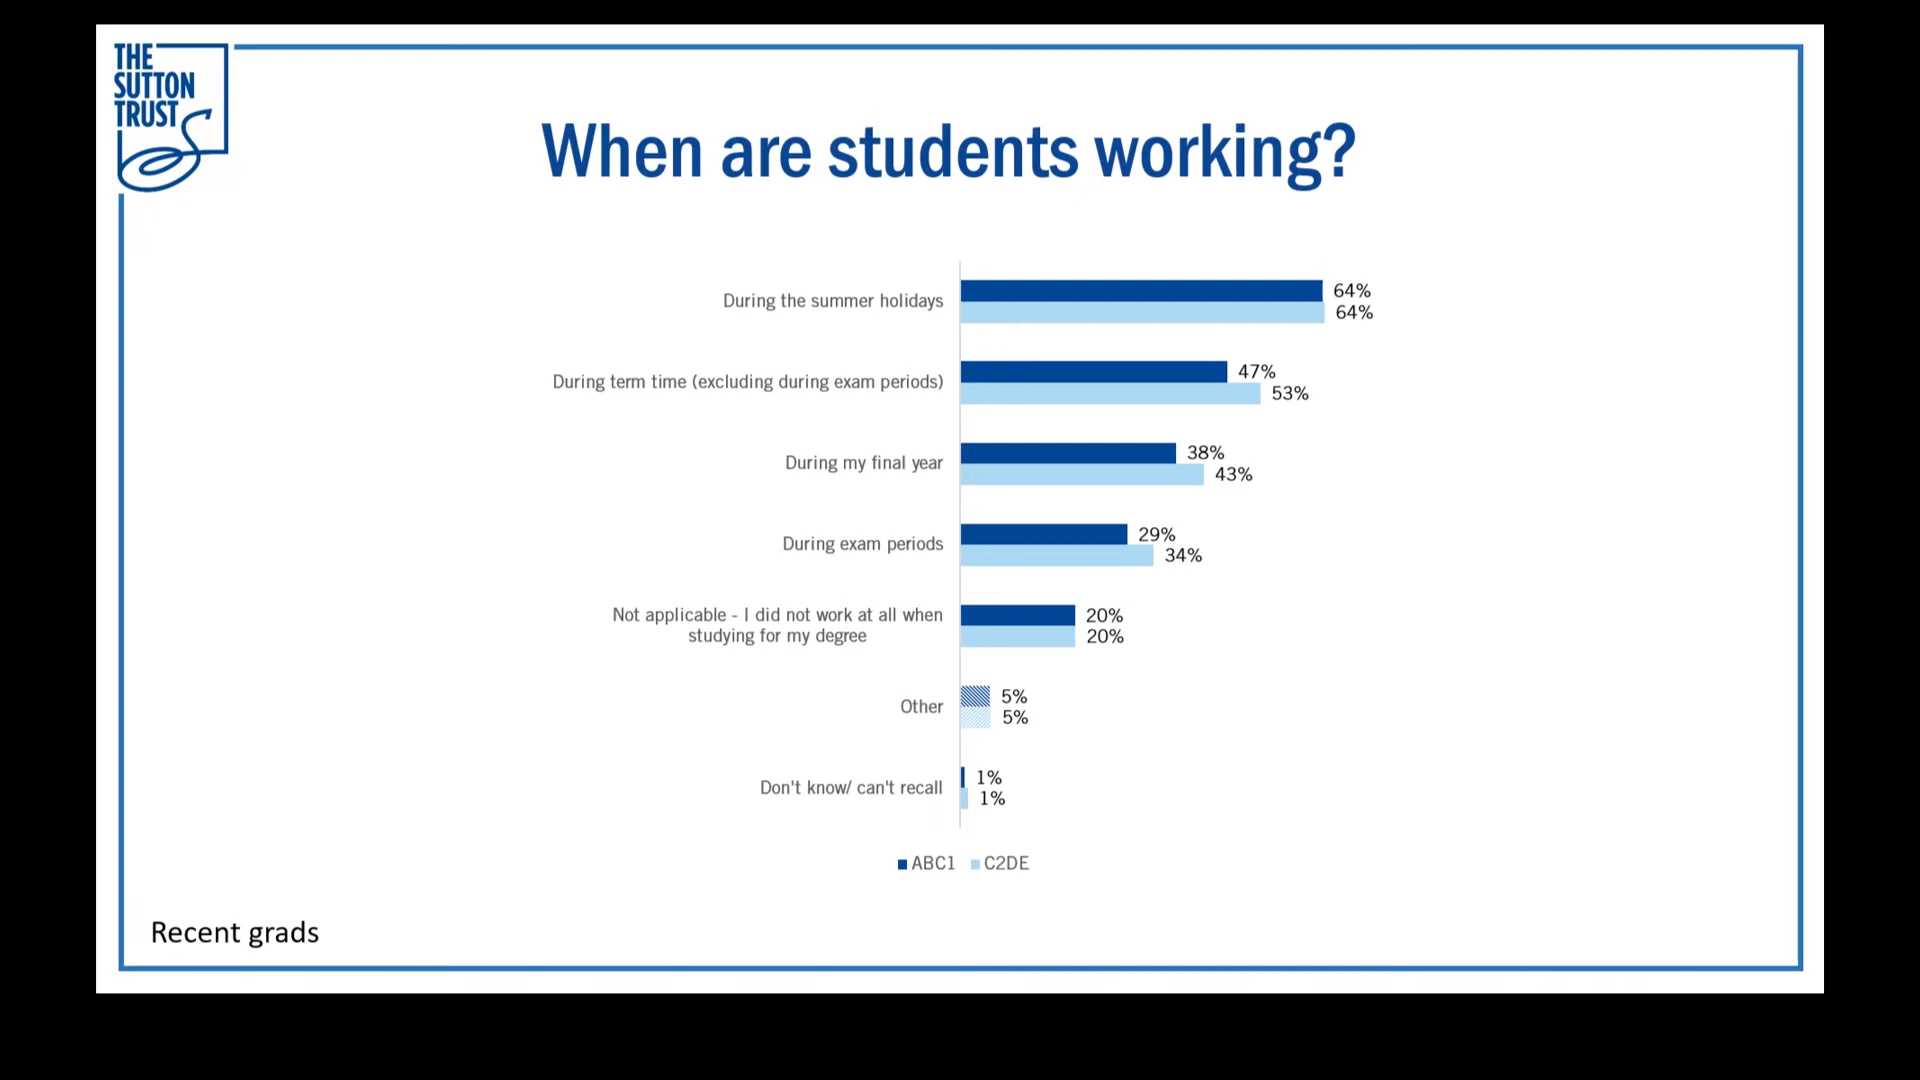 THE
SUTTON
TRUST
When are students working?
During the summer holidays
64%
64%
During term time (excluding during exam periods)
47%
53%
During my final year
38%
43%
During exam periods
29%
34%
Not applicable - I did not work at all when
studying for my degree
20%
20%
Other
5%
5%
Don't know/ can't recall
1%
1%
ABC1 C2DE
Recent grads